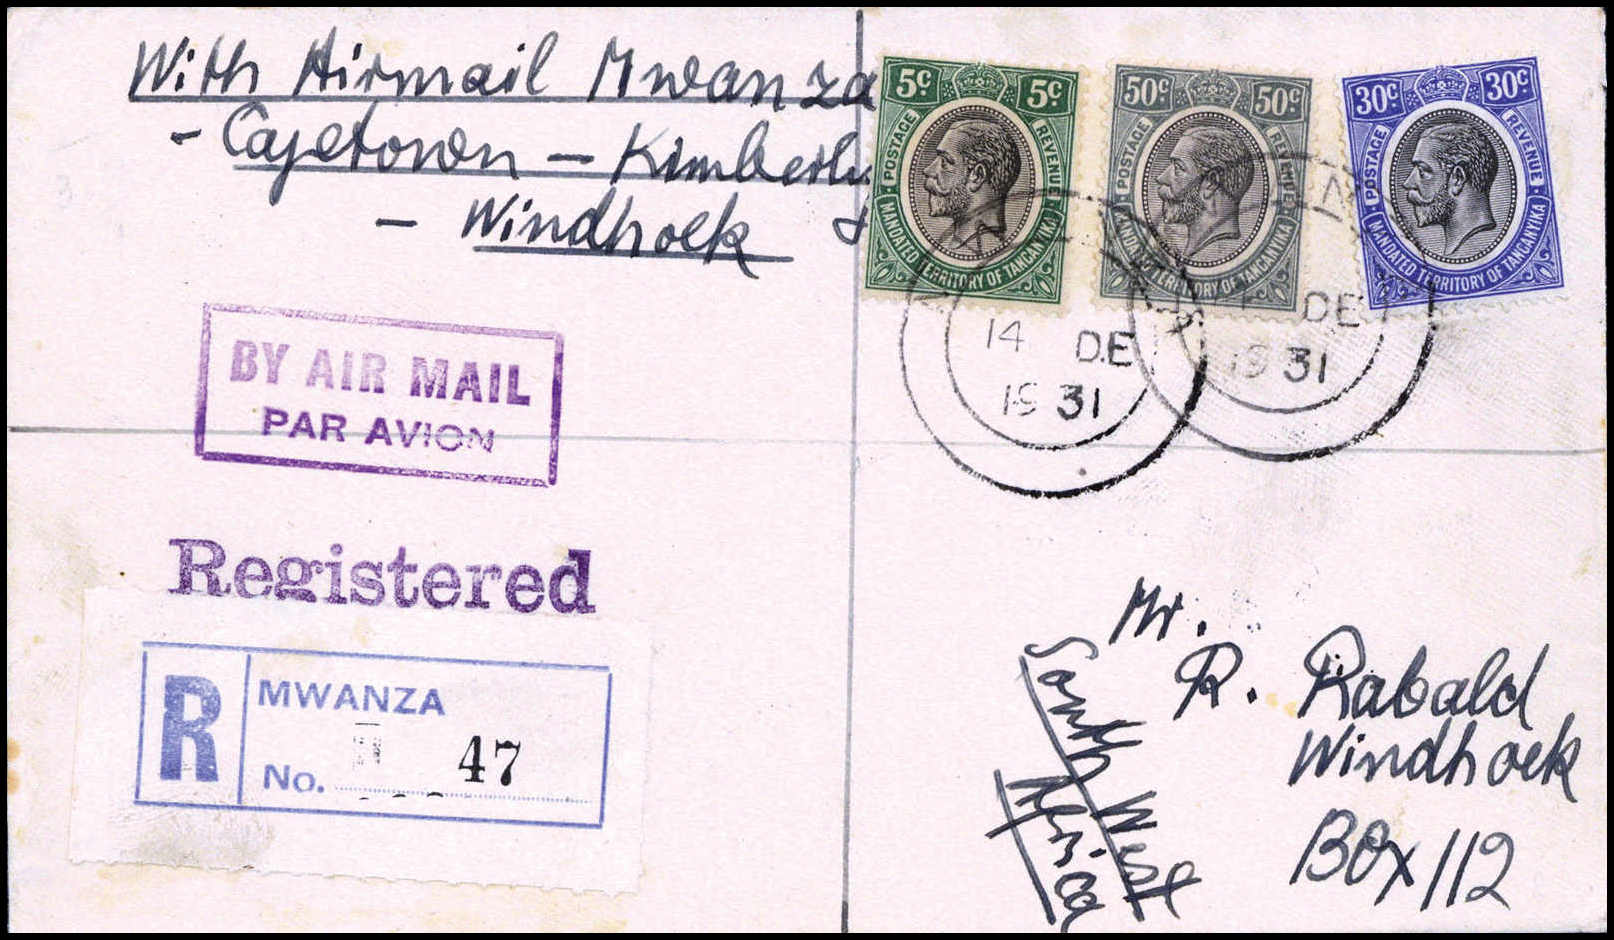 With Airmail Mwanza
- Capetown - Kimberly
- Windhoek
5c 5c
POSTAGE REVENUE
MANDATED TERRITORY OF TANGANYIKA
50c 50c
POSTAGE REVENUE
MANDATED TERRITORY OF TANGANYIKA
30c 30c
POSTAGE REVENUE
MANDATED TERRITORY OF TANGANYIKA
14 DE
1931
DE
1931
BY AIR MAIL
PAR AVION
Registered
R
MWANZA
No. 47
Mr.
R. Rabald
Windhoek
Box 112
South West
Africa